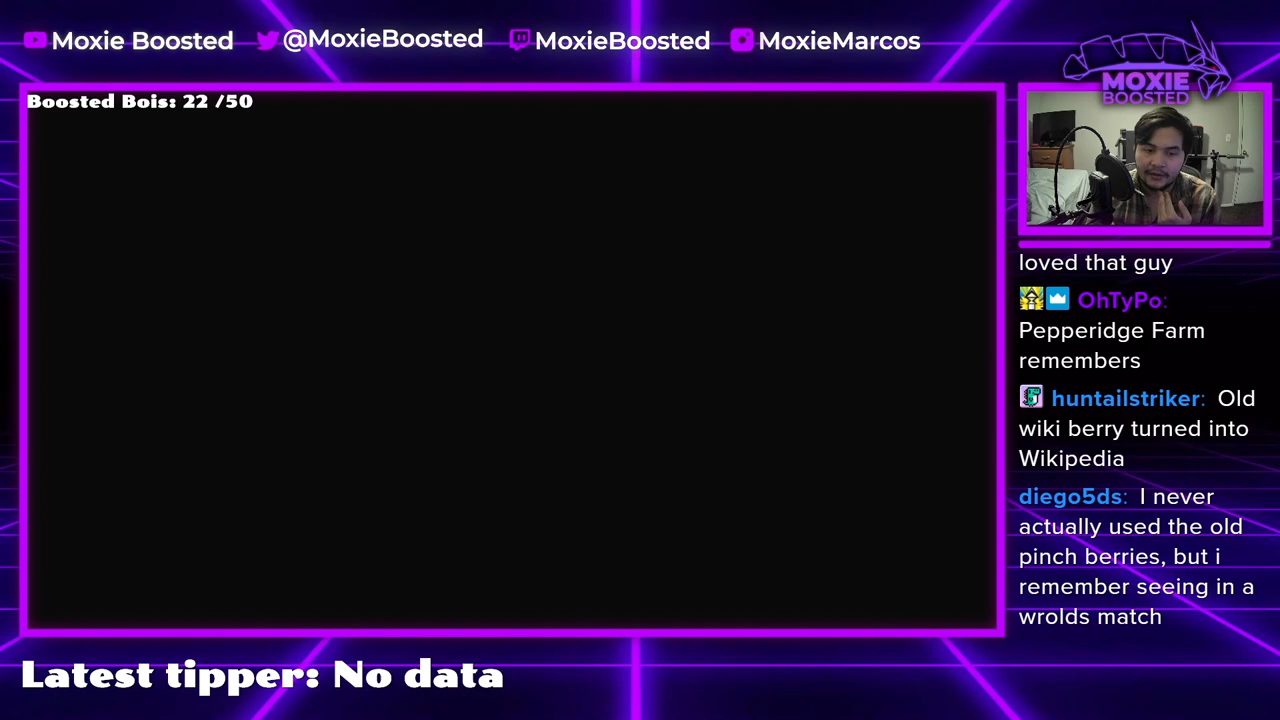 Moxie Boosted @MoxieBoosted MoxieBoosted MoxieMarcos
MOXIE
BOOSTED
Boosted Bois: 22 /50
loved that guy
OhTyPo: 
Pepperidge Farm
remembers
huntailstriker: Old
wiki berry turned into
Wikipedia
diego5ds: I never
actually used the old
pinch berries, but i
remember seeing in a
wrolds match
Latest tipper: No data